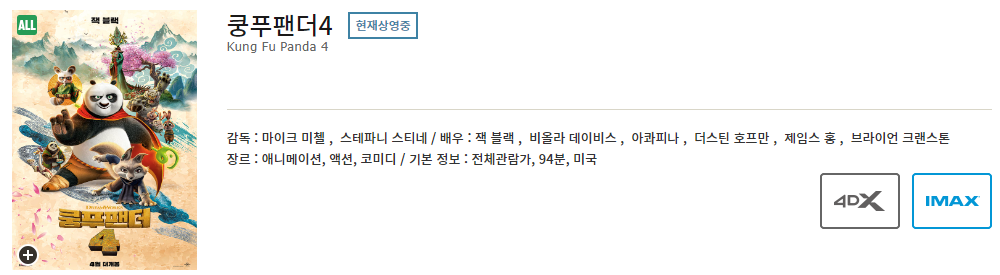 ALL
잭 블랙
쿵푸팬더4
4월 대개봉
쿵푸팬더4 현재상영중
Kung Fu Panda 4
감독 : 마이크 미첼 , 스테파니 스티네 / 배우 : 잭 블랙 , 비올라 데이비스 , 아콰피나 , 더스틴 호프만 , 제임스 홍 , 브라이언 크랜스톤
장르 : 애니메이션, 액션, 코미디 / 기본 정보 : 전체관람가, 94분, 미국
4DX IMAX